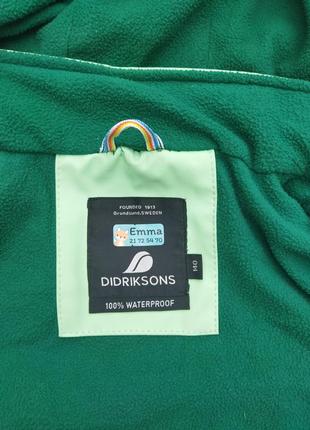 FOUNDED 1913
Grundsund, SWEDEN
Emma
21 72 54 70
DIDRIKSONS
140
100% WATERPROOF